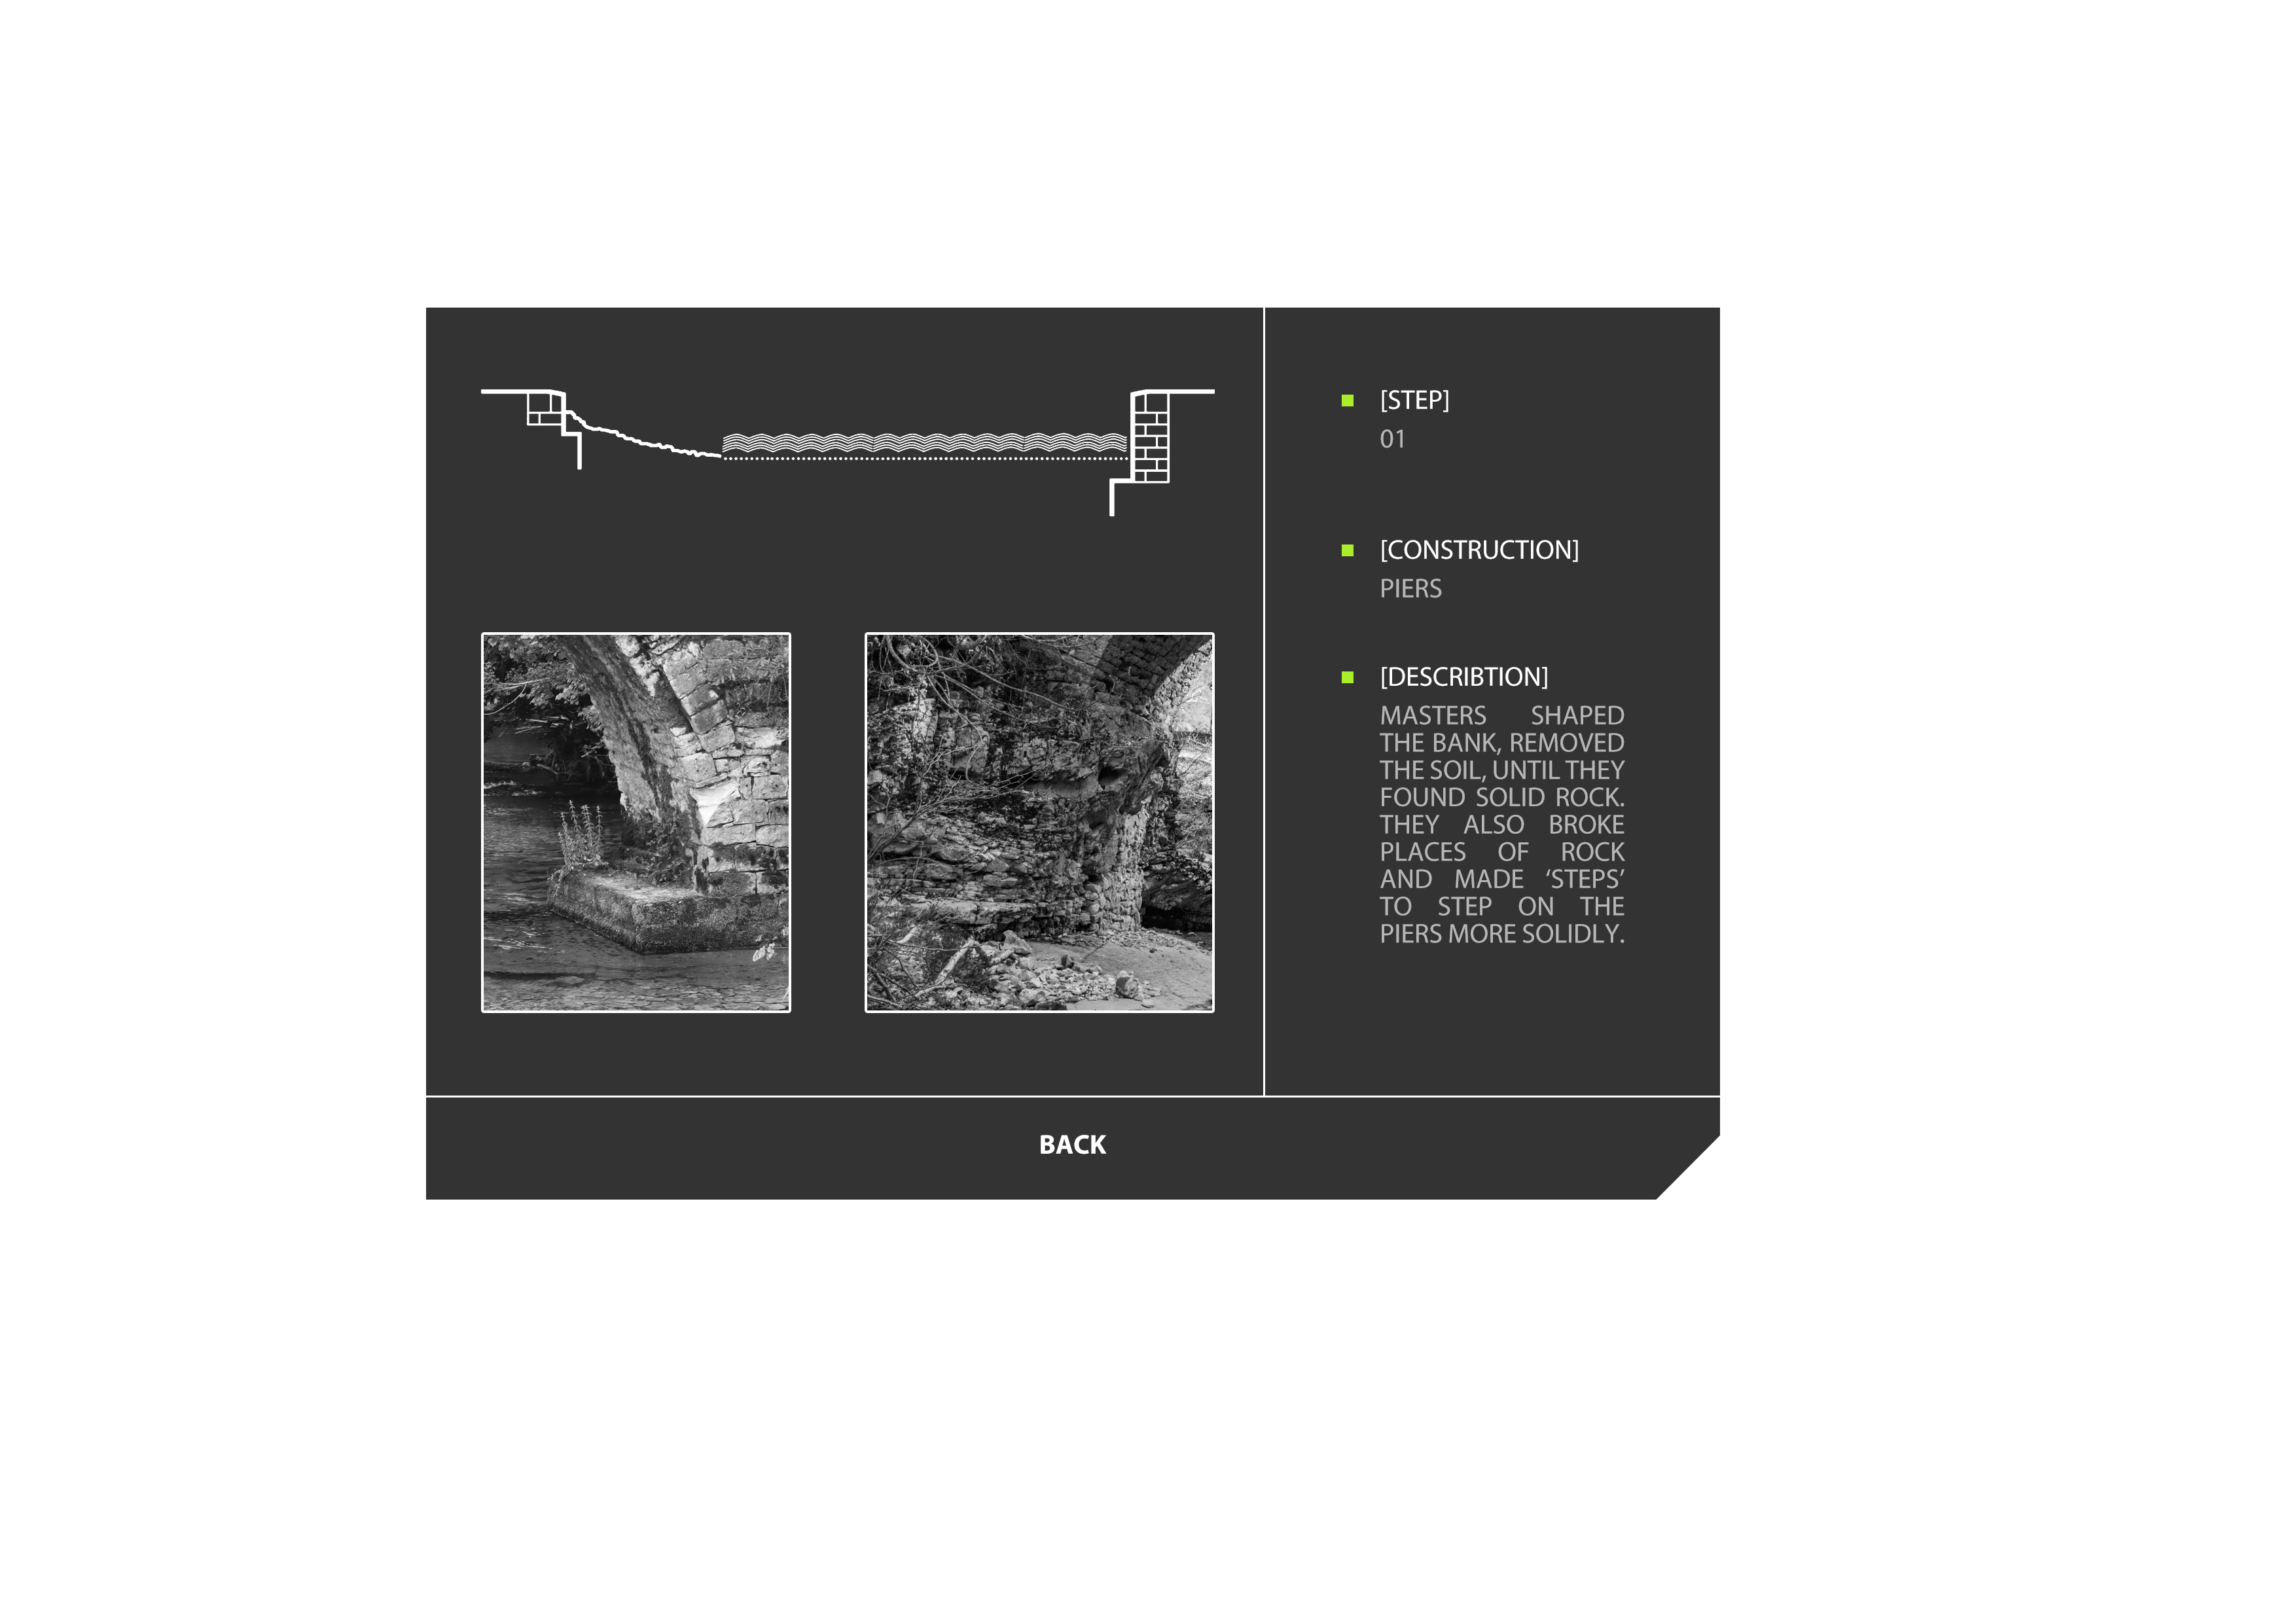 [STEP]
01
[CONSTRUCTION]
PIERS
[DESCRIBTION]
MASTERS SHAPED
THE BANK, REMOVED
THE SOIL, UNTIL THEY
FOUND SOLID ROCK.
THEY ALSO BROKE
PLACES OF ROCK
AND MADE ‘STEPS’
TO STEP ON THE
PIERS MORE SOLIDLY.
BACK